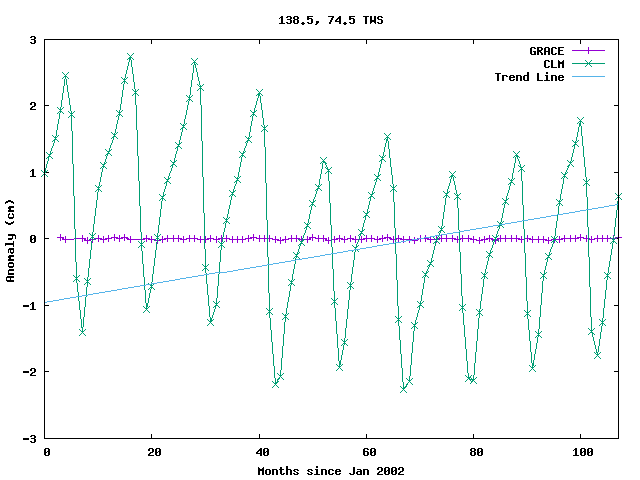 138.5, 74.5 TWS
GRACE
CLM
Trend Line
3
2
1
0
-1
-2
-3
Anomaly (cm)
0 20 40 60 80 100
Months since Jan 2002